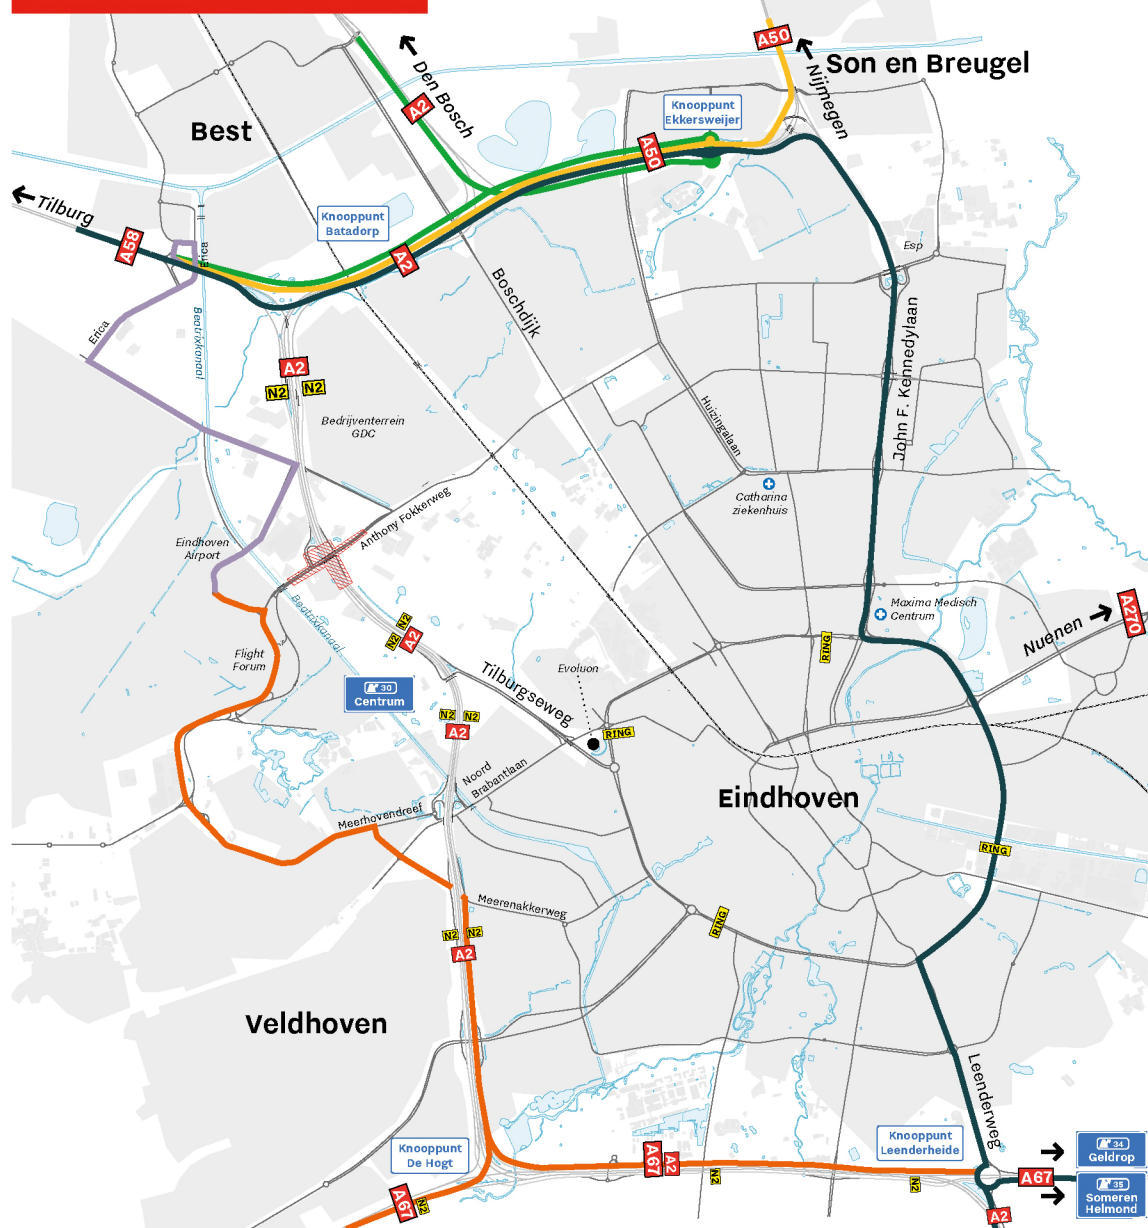 A50
Son en Breugel
Nijmegen
Den Bosch
A2
Knooppunt
Ekkersweijer
Best
A50
Tilburg
A58
Erica
Knooppunt
Batadorp
A2
Esp
Boschdijk
Erica
Beatrixkanaal
John F. Kennedylaan
A2
N2
N2
Huizingalaan
Bedrijventerrein
GDC
Catharina
ziekenhuis
Anthony Fokkerweg
Eindhoven
Airport
Beatrixkanaal
Maxima Medisch
Centrum
A270
Nuenen
N2
N2
A2
RING
Flight
Forum
Evoluon
Tilburgseweg
30
Centrum
N2
N2
A2
RING
Noord
Brabantlaan
Eindhoven
Meerhovendreef
RING
Meerenakkerweg
RING
N2
N2
A2
Veldhoven
Leenderweg
Knooppunt
De Hogt
Knooppunt
Leenderheide
34
Geldrop
A67
A2
N2
N2
A67
35
Someren
Helmond
A67
N2
A2